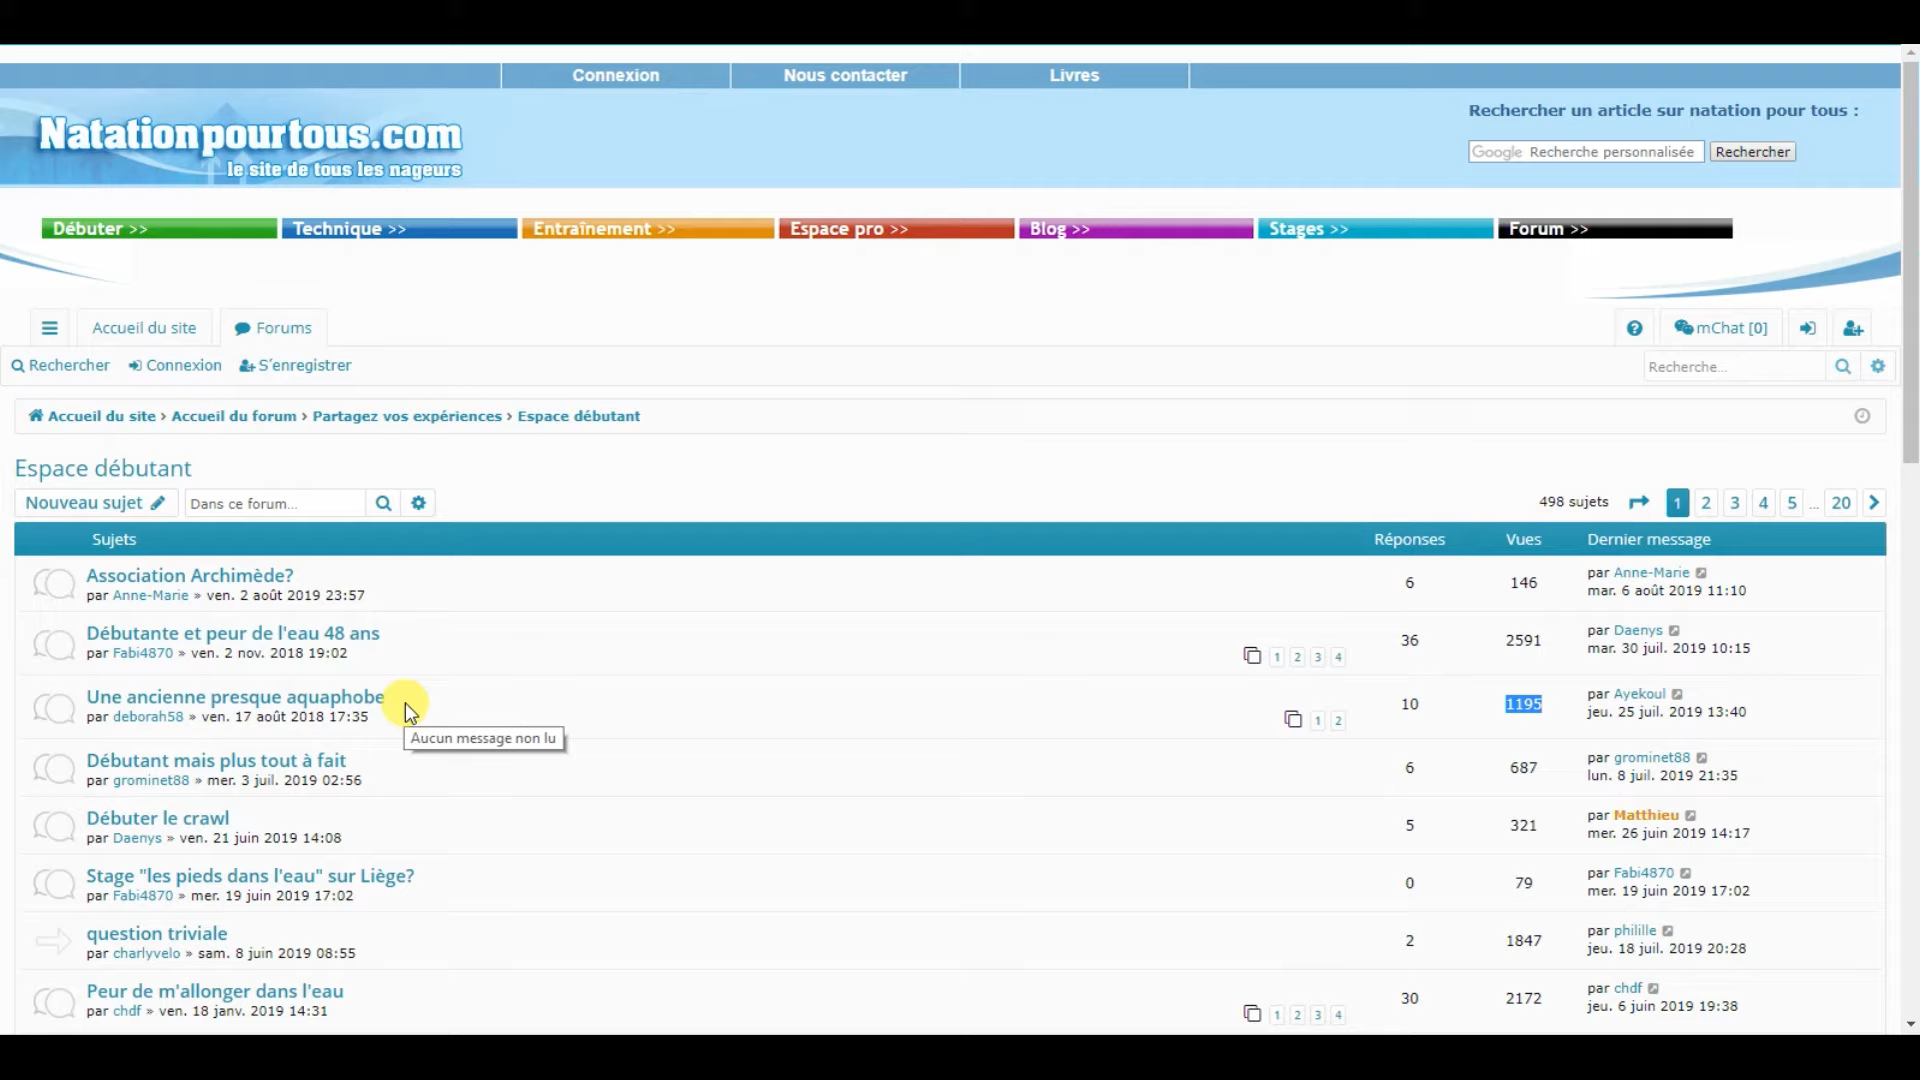 Connexion
Nous contacter
Livres
Natationpourtous.com
le site de tous les nageurs
Rechercher un article sur natation pour tous :
Google Recherche personnalisée Rechercher
Débuter >>
Technique >>
Entraînement >>
Espace pro >>
Blog >>
Stages >>
Forum >>
Accueil du site
Forums
mChat [0]
Rechercher
Connexion
S'enregistrer
Recherche...
Accueil du site › Accueil du forum › Partagez vos expériences › Espace débutant
Espace débutant
Nouveau sujet
Dans ce forum...
498 sujets
1 2 3 4 5 ... 20
Sujets Réponses Vues Dernier message
Association Archimède?
par Anne-Marie » ven. 2 août 2019 23:57
6
146
par Anne-Marie
mar. 6 août 2019 11:10
Débutante et peur de l'eau 48 ans
par Fabi4870 » ven. 2 nov. 2018 19:02
1 2 3 4
36
2591
par Daenys
mar. 30 juil. 2019 10:15
Une ancienne presque aquaphobe
par deborah58 » ven. 17 août 2018 17:35
Aucun message non lu
1 2
10
1195
par Ayekoul
jeu. 25 juil. 2019 13:40
Débutant mais plus tout à fait
par grominet88 » mer. 3 juil. 2019 02:56
6
687
par grominet88
lun. 8 juil. 2019 21:35
Débuter le crawl
par Daenys » ven. 21 juin 2019 14:08
5
321
par Matthieu
mer. 26 juin 2019 14:17
Stage "les pieds dans l'eau" sur Liège?
par Fabi4870 » mer. 19 juin 2019 17:02
0
79
par Fabi4870
mer. 19 juin 2019 17:02
question triviale
par charlyvelo » sam. 8 juin 2019 08:55
2
1847
par philille
jeu. 18 juil. 2019 20:28
Peur de m'allonger dans l'eau
par chdf » ven. 18 janv. 2019 14:31
1 2 3 4
30
2172
par chdf
jeu. 6 juin 2019 19:38